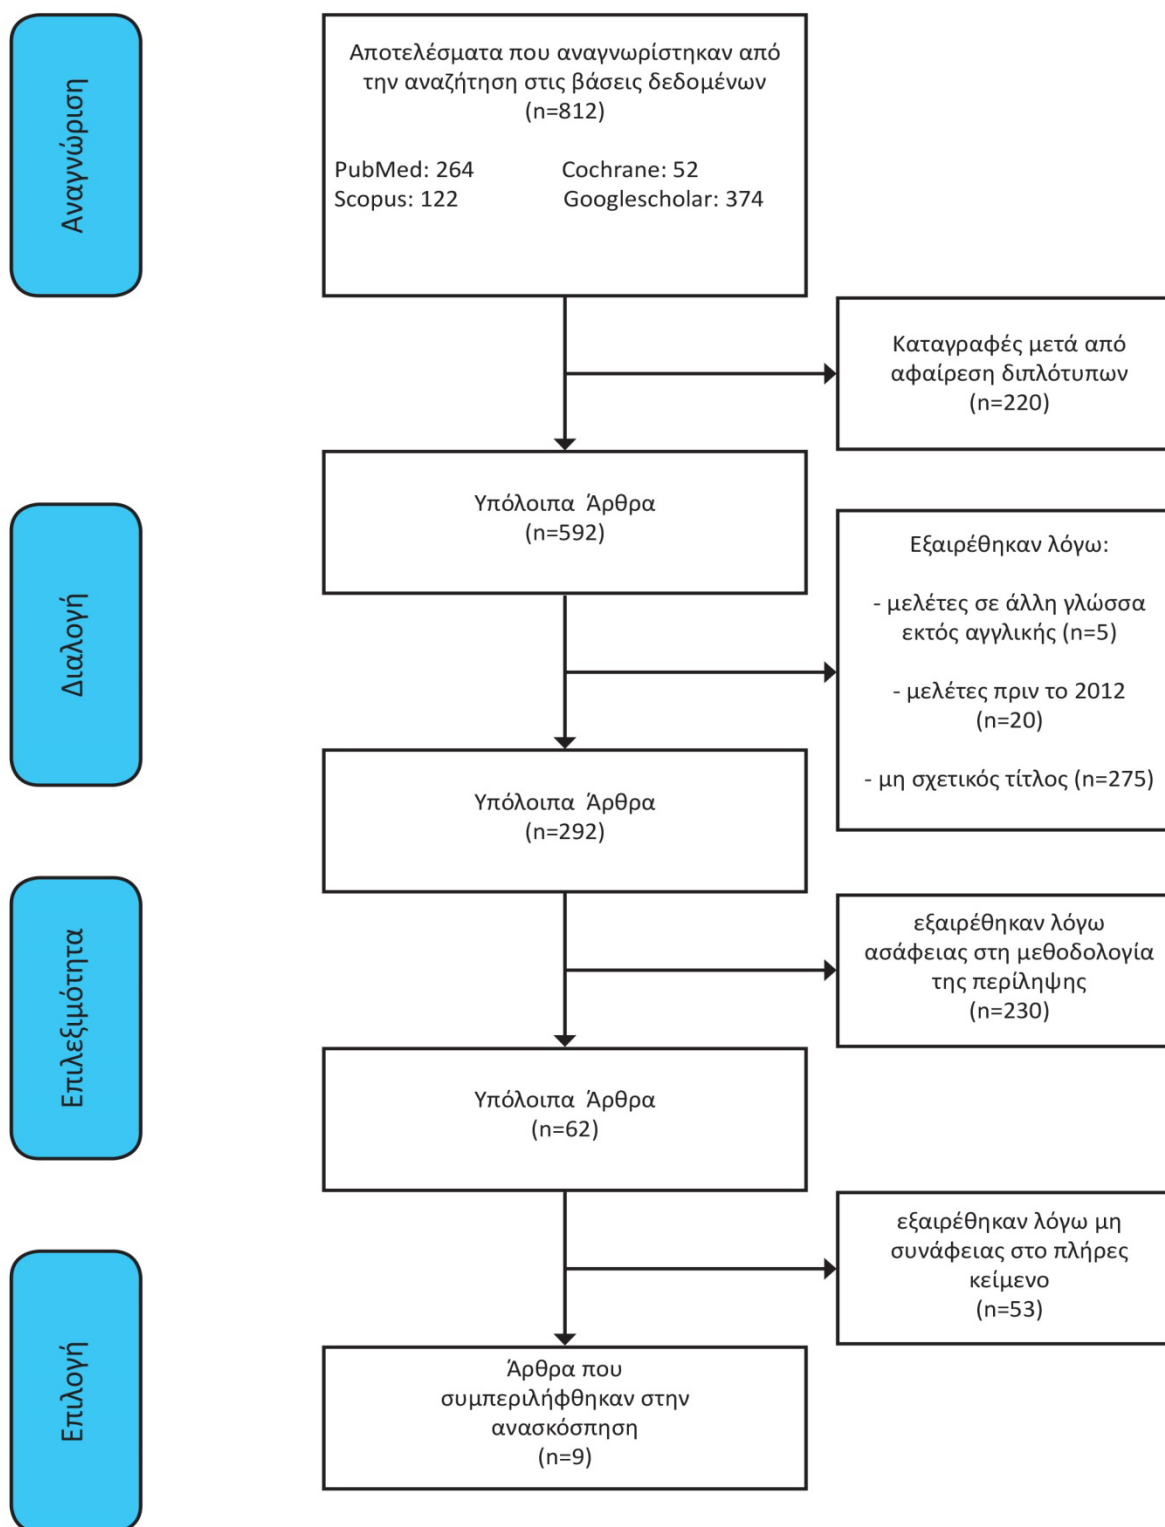 Αναγνώριση
Αποτελέσματα που αναγνωρίστηκαν από
την αναζήτηση στις βάσεις δεδομένων
(n=812)
PubMed: 264 Cochrane: 52
Scopus: 122 Googlescholar: 374
Καταγραφές μετά από
αφαίρεση διπλότυπων
(n=220)
Διαλογή
Υπόλοιπα Άρθρα
(n=592)
Εξαιρέθηκαν λόγω:
- μελέτες σε άλλη γλώσσα
εκτός αγγλικής (n=5)
- μελέτες πριν το 2012
(n=20)
- μη σχετικός τίτλος (n=275)
Υπόλοιπα Άρθρα
(n=292)
Επιλεξιμότητα
εξαιρέθηκαν λόγω
ασάφειας στη μεθοδολογία
της περίληψης
(n=230)
Υπόλοιπα Άρθρα
(n=62)
εξαιρέθηκαν λόγω μη
συνάφειας στο πλήρες
κείμενο
(n=53)
Επιλογή
Άρθρα που
συμπεριλήφθηκαν στην
ανασκόσπηση
(n=9)